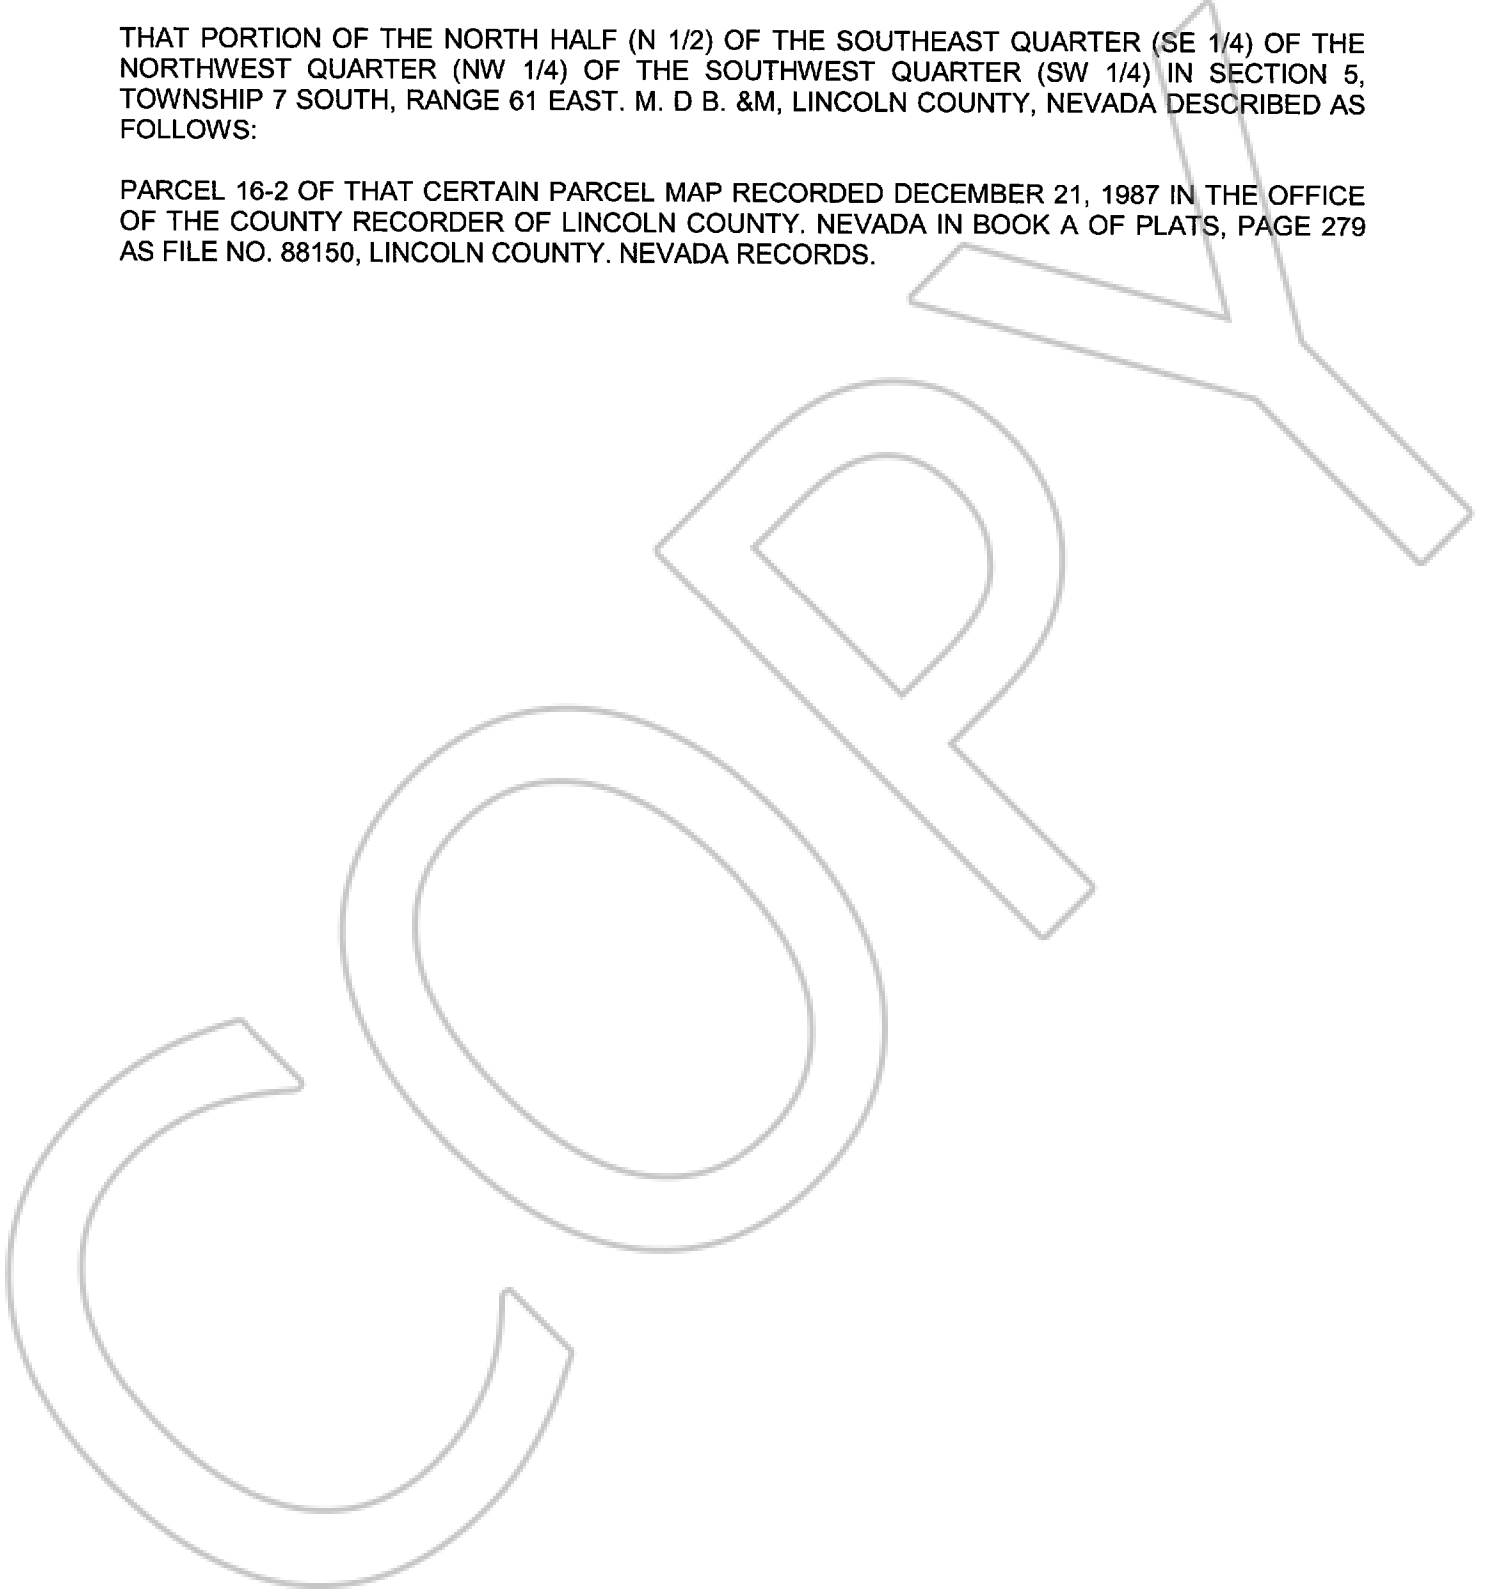 THAT PORTION OF THE NORTH HALF (N 1/2) OF THE SOUTHEAST QUARTER (SE 1/4) OF THE
NORTHWEST QUARTER (NW 1/4) OF THE SOUTHWEST QUARTER (SW 1/4) IN SECTION 5,
TOWNSHIP 7 SOUTH, RANGE 61 EAST. M. D B. &M, LINCOLN COUNTY, NEVADA DESCRIBED AS
FOLLOWS:
PARCEL 16-2 OF THAT CERTAIN PARCEL MAP RECORDED DECEMBER 21, 1987 IN THE OFFICE
OF THE COUNTY RECORDER OF LINCOLN COUNTY. NEVADA IN BOOK A OF PLATS, PAGE 279
AS FILE NO. 88150, LINCOLN COUNTY. NEVADA RECORDS.
COPY